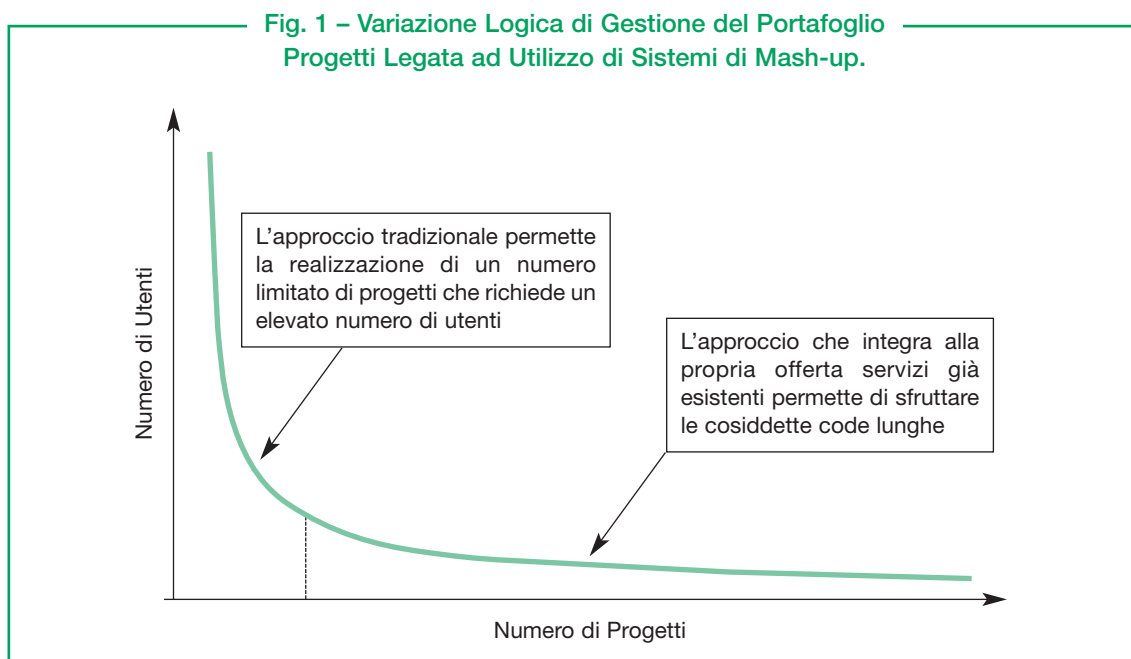 Fig. 1 – Variazione Logica di Gestione del Portafoglio
Progetti Legata ad Utilizzo di Sistemi di Mash-up.
Numero di Utenti
L'approccio tradizionale permette
la realizzazione di un numero
limitato di progetti che richiede un
elevato numero di utenti
L'approccio che integra alla
propria offerta servizi già
esistenti permette di sfruttare
le cosiddette code lunghe
Numero di Progetti